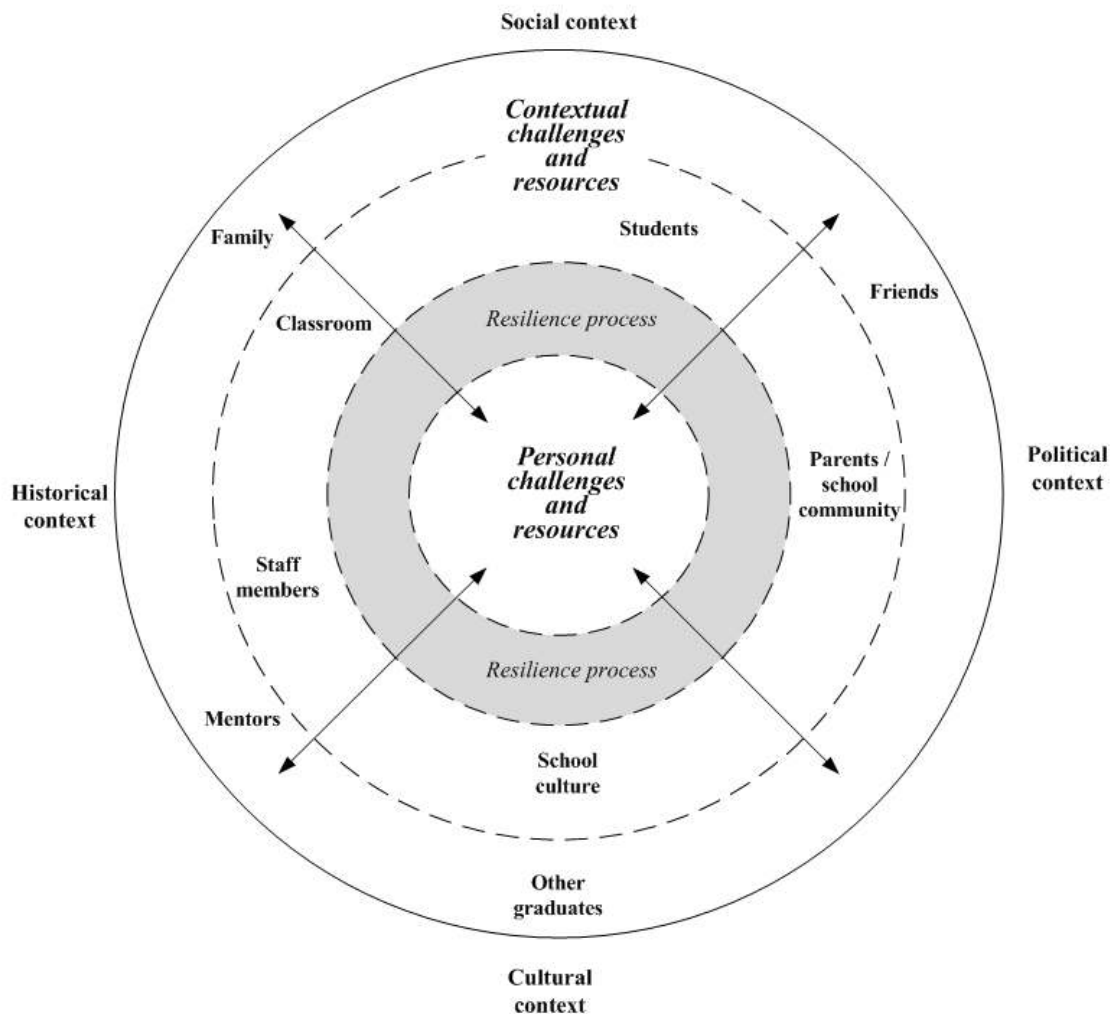 Social context
Contextual
challenges
and
resources
Students
Family
Friends
Classroom
Resilience process
Personal
challenges
and
resources
Parents /
school
community
Political
context
Historical
context
Staff
members
Resilience process
Mentors
School
culture
Other
graduates
Cultural
context